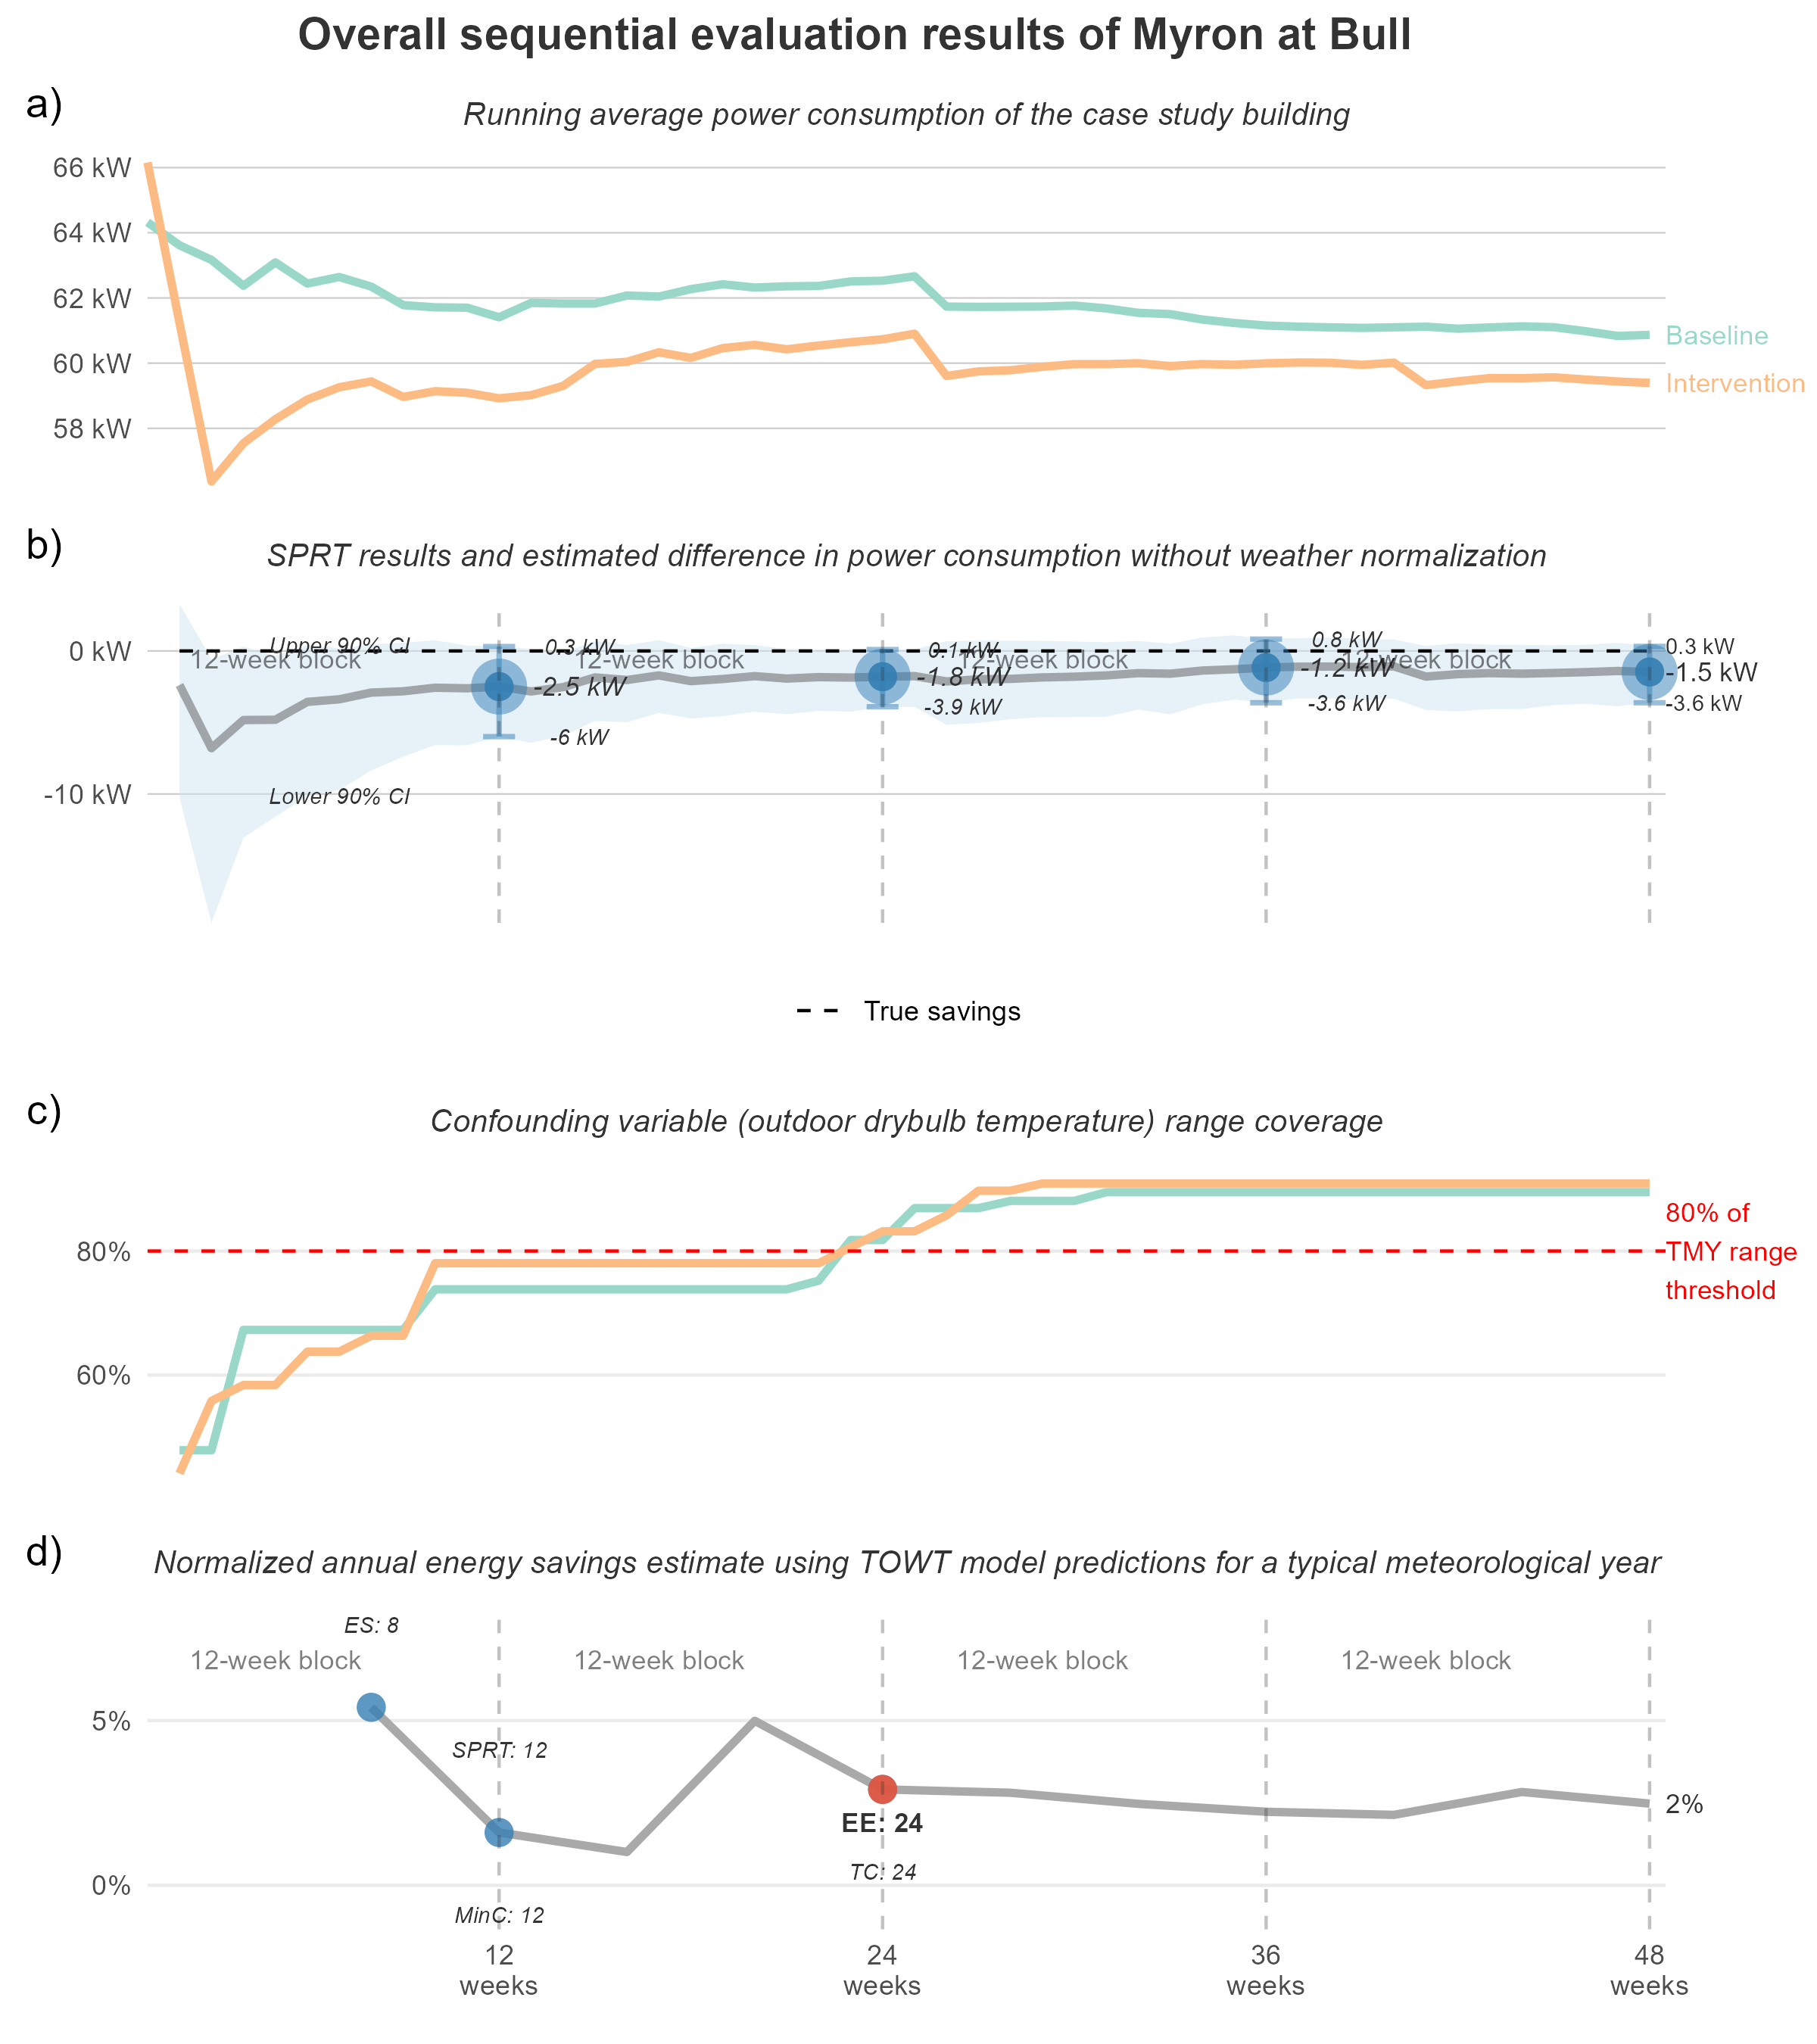 Overall sequential evaluation results of Myron at Bull
a)
Running average power consumption of the case study building
66 kW
64 kW
62 kW
60 kW
58 kW
Baseline
Intervention
b)
SPRT results and estimated difference in power consumption without weather normalization
0 kW
-10 kW
Upper 90% CI
Lower 90% CI
12-week block
12-week block
12-week block
12-week block
0.3 kW
-2.5 kW
-6 kW
0.1 kW
-1.8 kW
-3.9 kW
0.8 kW
-1.2 kW
-3.6 kW
0.3 kW
-1.5 kW
-3.6 kW
True savings
c)
Confounding variable (outdoor drybulb temperature) range coverage
80%
60%
80% of
TMY range
threshold
d)
Normalized annual energy savings estimate using TOWT model predictions for a typical meteorological year
ES: 8
12-week block
12-week block
12-week block
12-week block
5%
SPRT: 12
EE: 24
2%
TC: 24
0%
MinC: 12
12
weeks
24
weeks
36
weeks
48
weeks